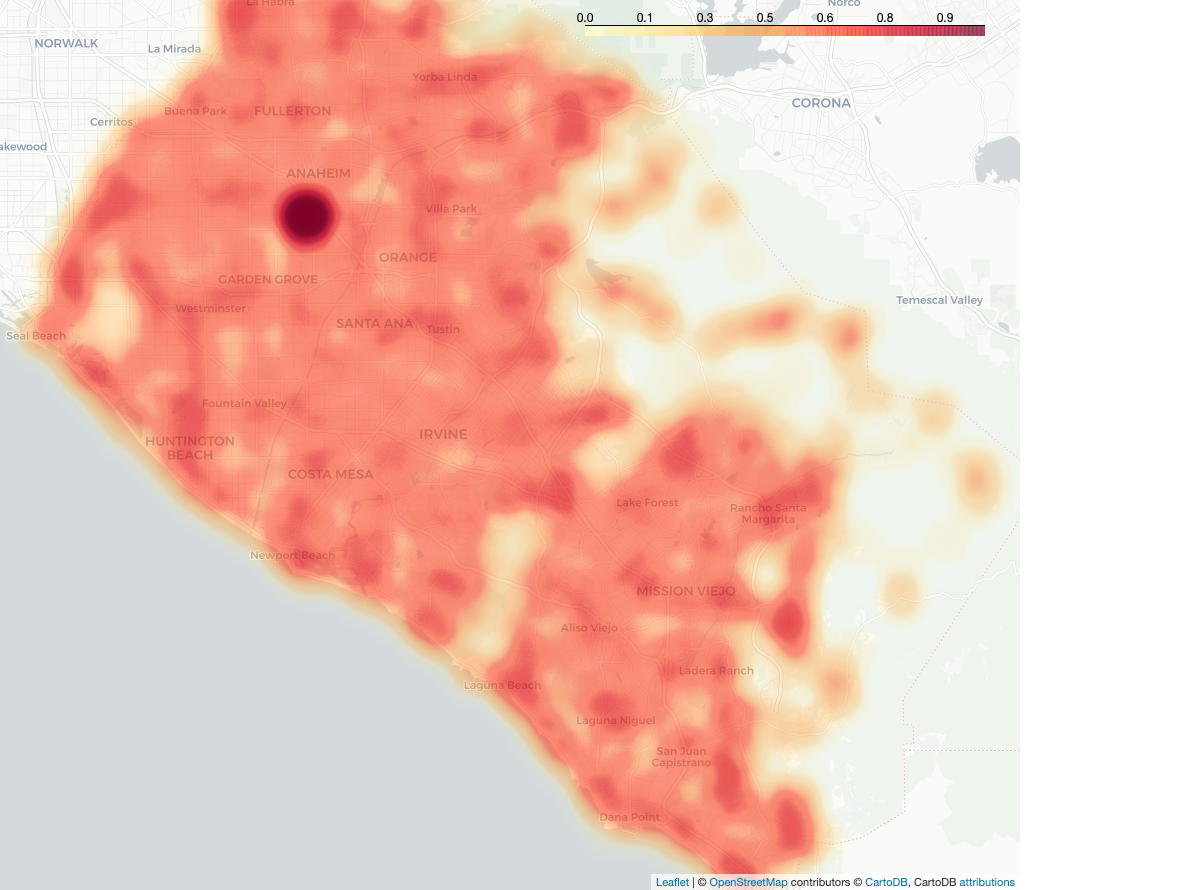 La Habra
Norco
0.0 0.1 0.3 0.5 0.6 0.8 0.9
NORWALK
La Mirada
Yorba Linda
Buena Park
FULLERTON
CORONA
Cerritos
akewood
ANAHEIM
Villa Park
ORANGE
GARDEN GROVE
Westminster
Temescal Valley
SANTA ANA
Tustin
Seal Beach
Fountain Valley
IRVINE
HUNTINGTON
BEACH
COSTA MESA
Lake Forest
Rancho Santa
Margarita
Newport Beach
MISSION VIEJO
Aliso Viejo
Ladera Ranch
Laguna Beach
Laguna Niguel
San Juan
Capistrano
Dana Point
Leaflet | © OpenStreetMap contributors © CartoDB, CartoDB attributions